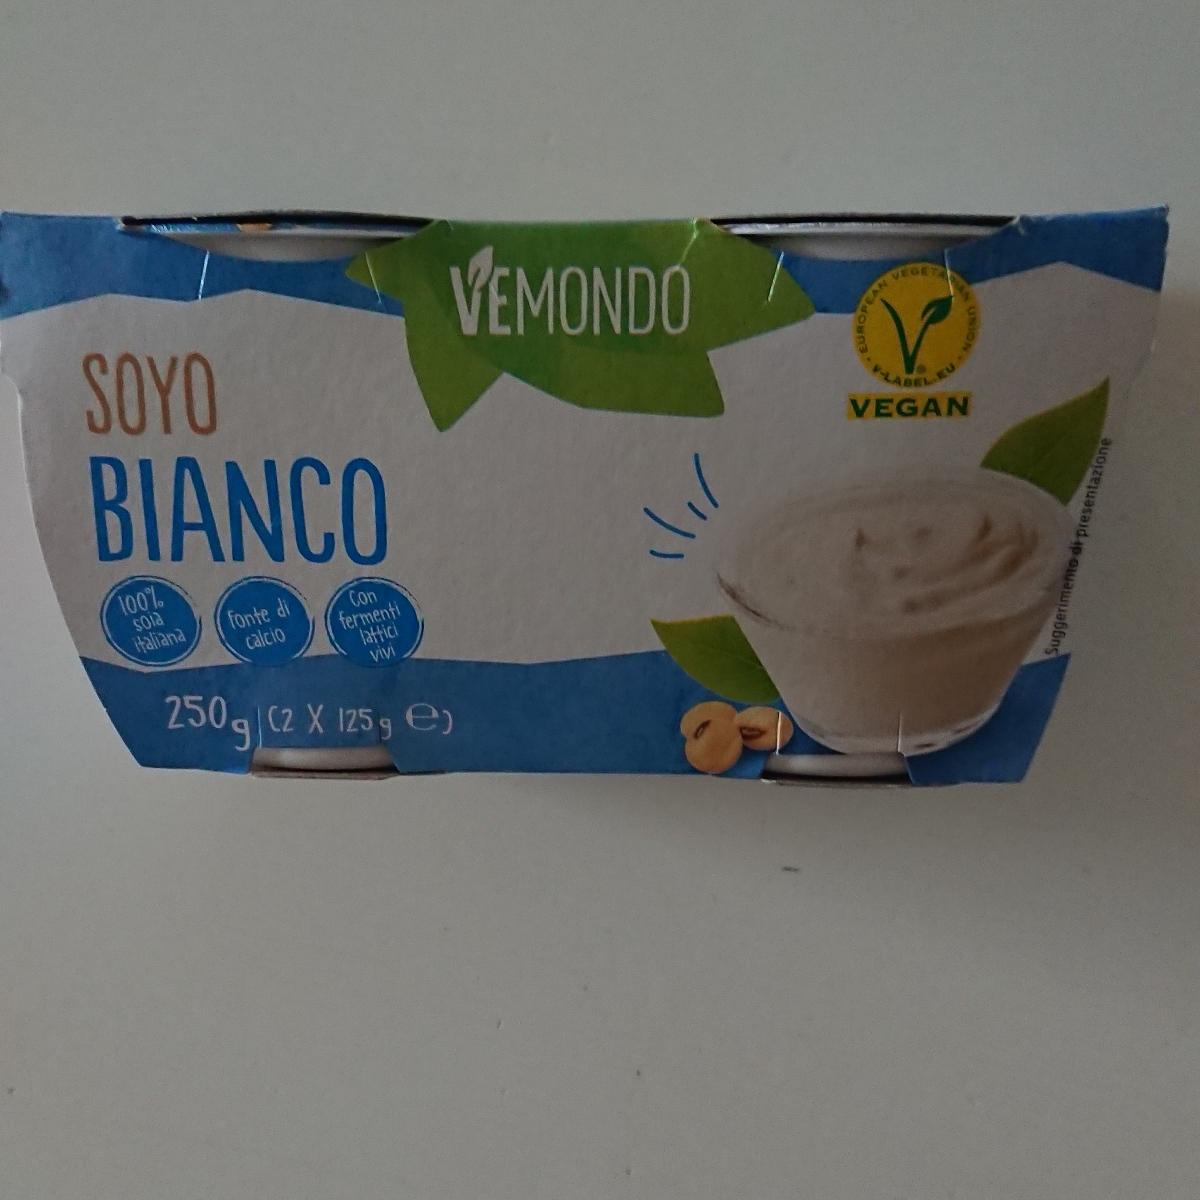 VEMONDO
EUROPEAN VEGETARIAN UNION
V-LABEL.EU
VEGAN
SOYO
BIANCO
100%
soia
italiana
Fonte di
calcio
Con
fermenti
lattici
vivi
250g (2 X 125g ℮)
Suggerimento di presentazione